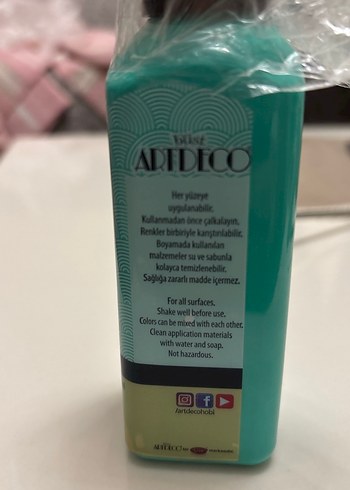 ARTDECO
Her yüzeye
uygulanabilir.
Kullanmadan önce çalkalayın.
Renkler birbiriyle karıştırılabilir.
Boyamada kullanılan
malzemeler su ve sabunla
kolayca temizlenebilir.
Sağlığa zararlı madde içermez.
For all surfaces.
Shake well before use.
Colors can be mixed with each other.
Clean application materials
with water and soap.
Not hazardous.
/artdecohobi
ARTDECO